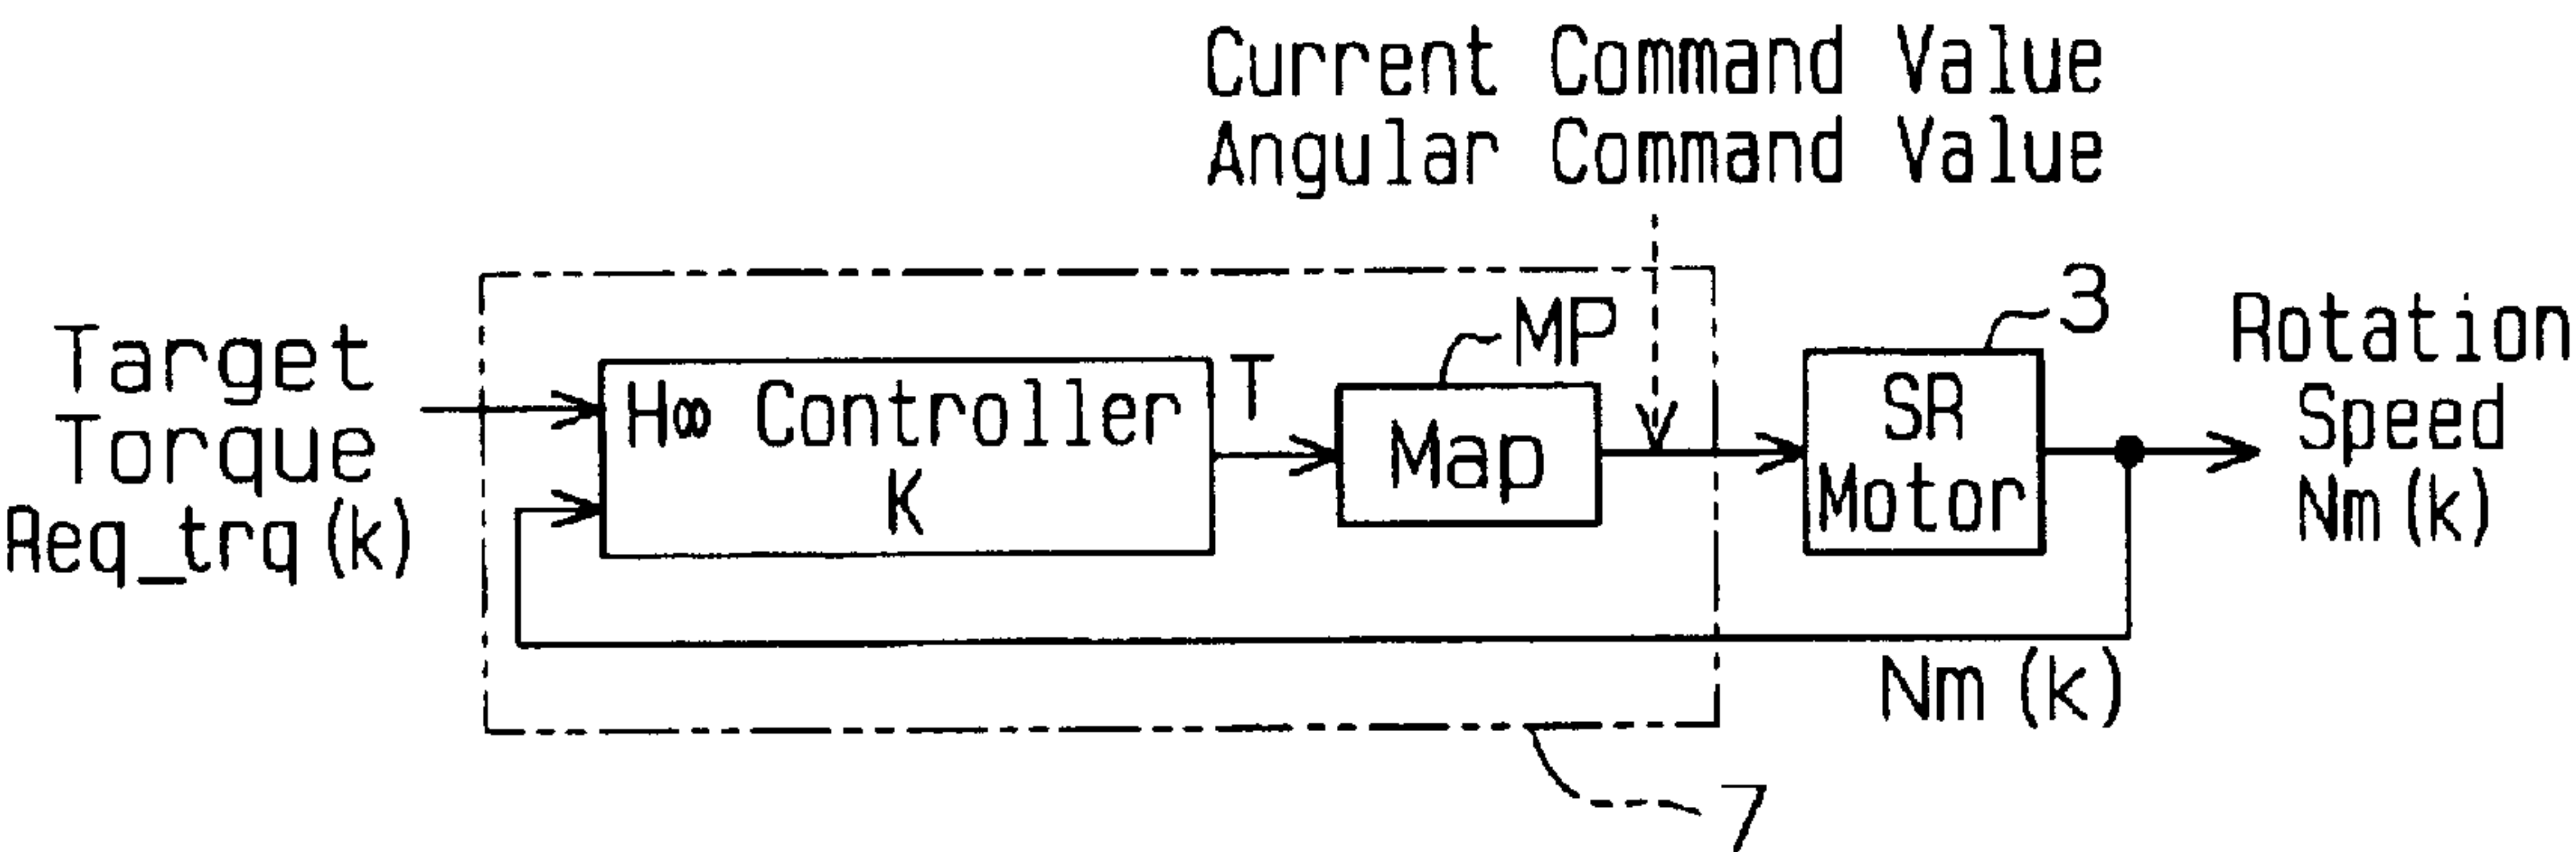 Current Command Value
Angular Command Value
MP
3
Target
Torque
Req_trq(k)
H∞ Controller
K
T
Map
SR
Motor
Rotation
Speed
Nm(k)
Nm(k)
7